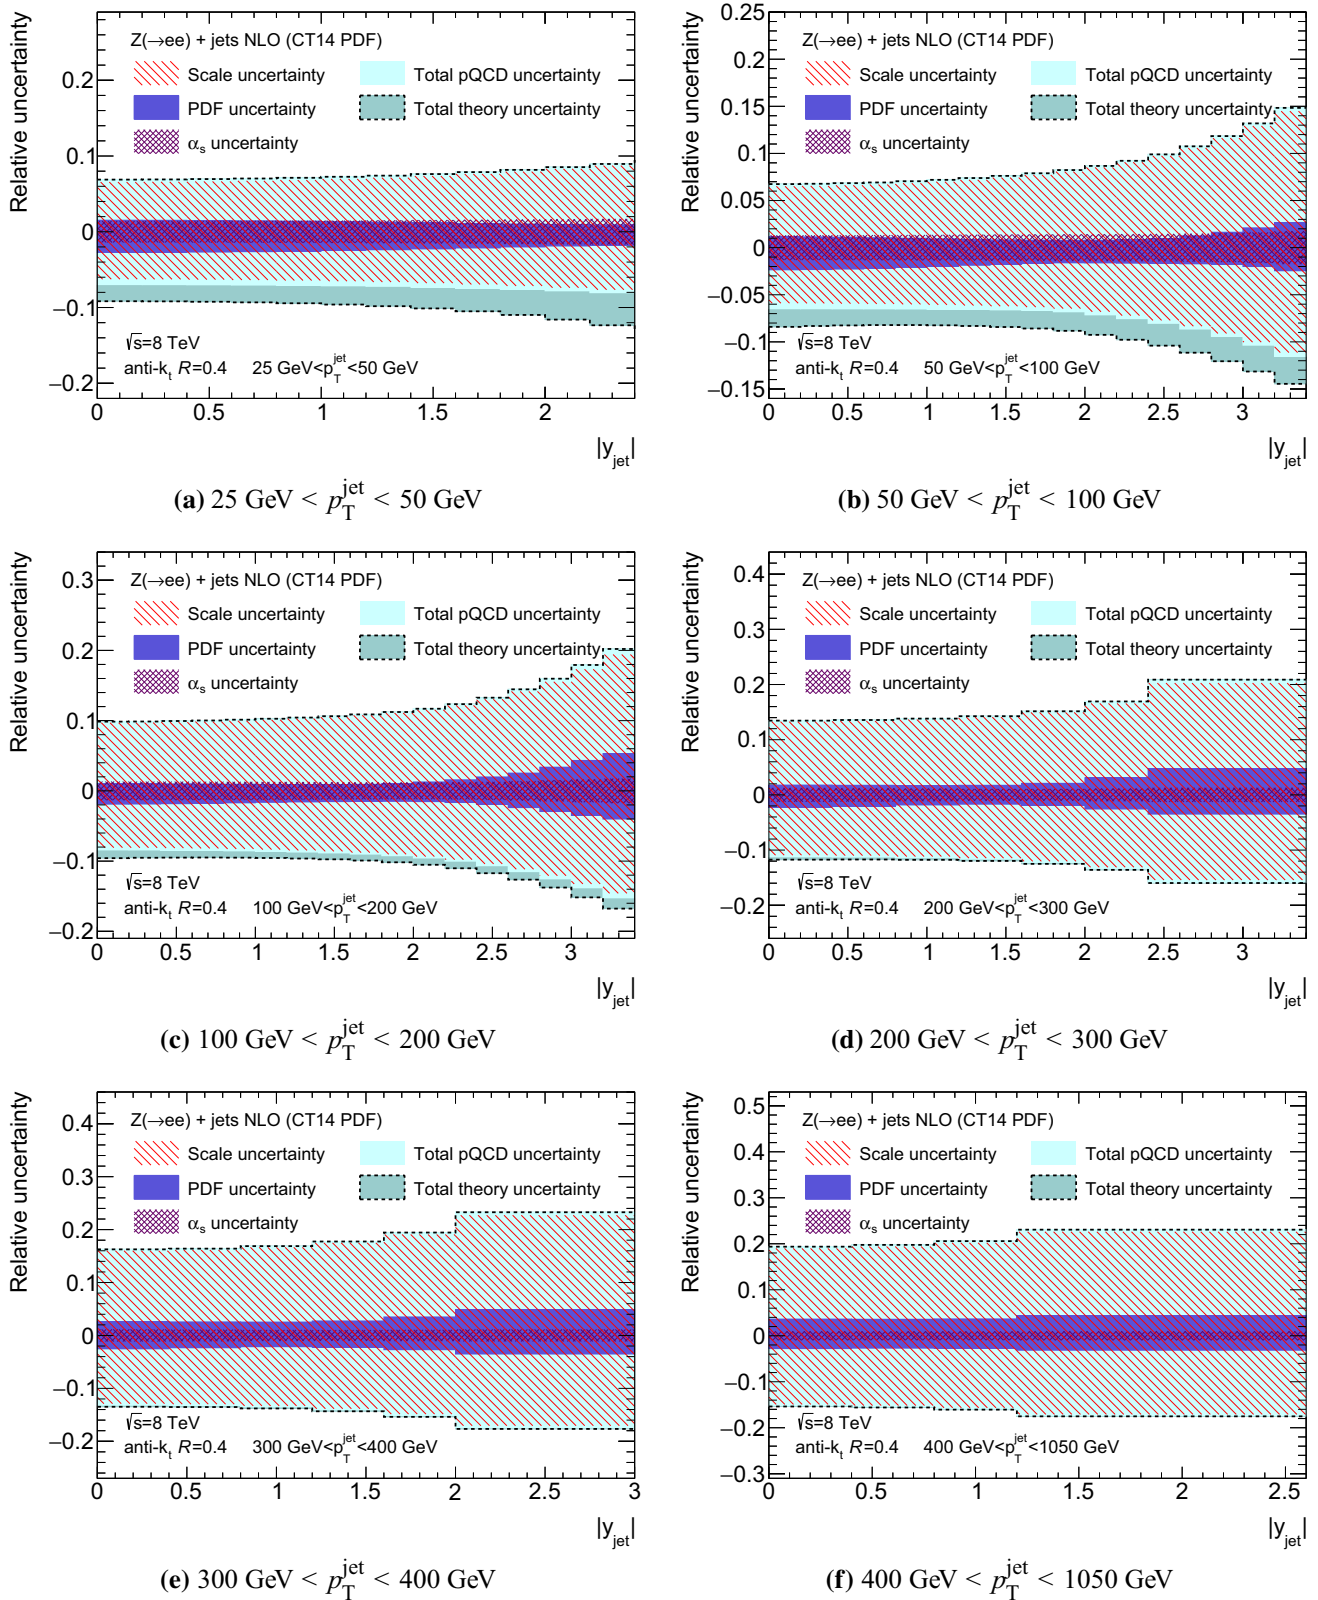 Relative uncertainty
Z(→ee) + jets NLO (CT14 PDF)
Scale uncertainty
Total pQCD uncertainty
PDF uncertainty
Total theory uncertainty
αs uncertainty
0.2
0.1
0
−0.1
−0.2
√s=8 TeV
anti-kt R=0.4 25 GeV<pTjet<50 GeV
0 0.5 1 1.5 2
|yjet|
(a) 25 GeV < pTjet < 50 GeV
Relative uncertainty
Z(→ee) + jets NLO (CT14 PDF)
Scale uncertainty
Total pQCD uncertainty
PDF uncertainty
Total theory uncertainty
αs uncertainty
0.25
0.2
0.15
0.1
0.05
0
−0.05
−0.1
−0.15
√s=8 TeV
anti-kt R=0.4 50 GeV<pTjet<100 GeV
0 0.5 1 1.5 2 2.5 3
|yjet|
(b) 50 GeV < pTjet < 100 GeV
Relative uncertainty
Z(→ee) + jets NLO (CT14 PDF)
Scale uncertainty
Total pQCD uncertainty
PDF uncertainty
Total theory uncertainty
αs uncertainty
0.3
0.2
0.1
0
−0.1
−0.2
√s=8 TeV
anti-kt R=0.4 100 GeV<pTjet<200 GeV
0 0.5 1 1.5 2 2.5 3
|yjet|
(c) 100 GeV < pTjet < 200 GeV
Relative uncertainty
Z(→ee) + jets NLO (CT14 PDF)
Scale uncertainty
Total pQCD uncertainty
PDF uncertainty
Total theory uncertainty
αs uncertainty
0.4
0.3
0.2
0.1
0
−0.1
−0.2
√s=8 TeV
anti-kt R=0.4 200 GeV<pTjet<300 GeV
0 0.5 1 1.5 2 2.5 3
|yjet|
(d) 200 GeV < pTjet < 300 GeV
Relative uncertainty
Z(→ee) + jets NLO (CT14 PDF)
Scale uncertainty
Total pQCD uncertainty
PDF uncertainty
Total theory uncertainty
αs uncertainty
0.4
0.3
0.2
0.1
0
−0.1
−0.2
√s=8 TeV
anti-kt R=0.4 300 GeV<pTjet<400 GeV
0 0.5 1 1.5 2 2.5 3
|yjet|
(e) 300 GeV < pTjet < 400 GeV
Relative uncertainty
Z(→ee) + jets NLO (CT14 PDF)
Scale uncertainty
Total pQCD uncertainty
PDF uncertainty
Total theory uncertainty
αs uncertainty
0.5
0.4
0.3
0.2
0.1
0
−0.1
−0.2
−0.3
√s=8 TeV
anti-kt R=0.4 400 GeV<pTjet<1050 GeV
0 0.5 1 1.5 2 2.5
|yjet|
(f) 400 GeV < pTjet < 1050 GeV